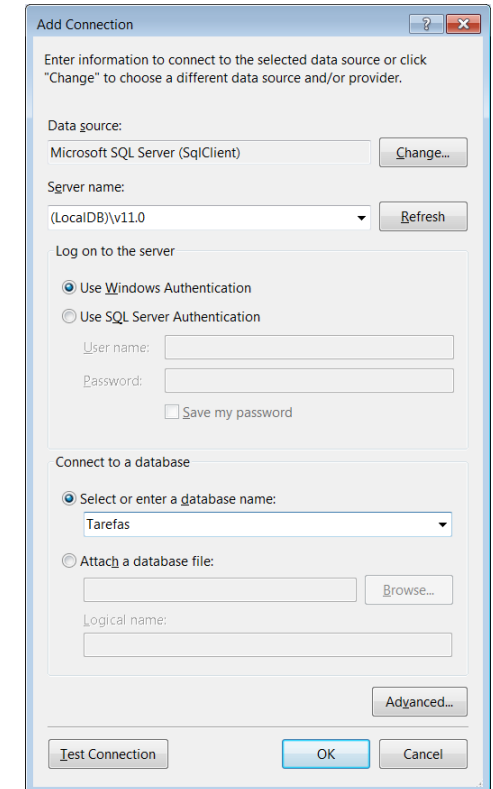 Add Connection
Enter information to connect to the selected data source or click
"Change" to choose a different data source and/or provider.
Data source:
Microsoft SQL Server (SqlClient)
Change...
Server name:
(LocalDB)\v11.0
Refresh
Log on to the server
Use Windows Authentication
Use SQL Server Authentication
User name:
Password:
Save my password
Connect to a database
Select or enter a database name:
Tarefas
Attach a database file:
Browse...
Logical name:
Advanced...
Test Connection
OK
Cancel